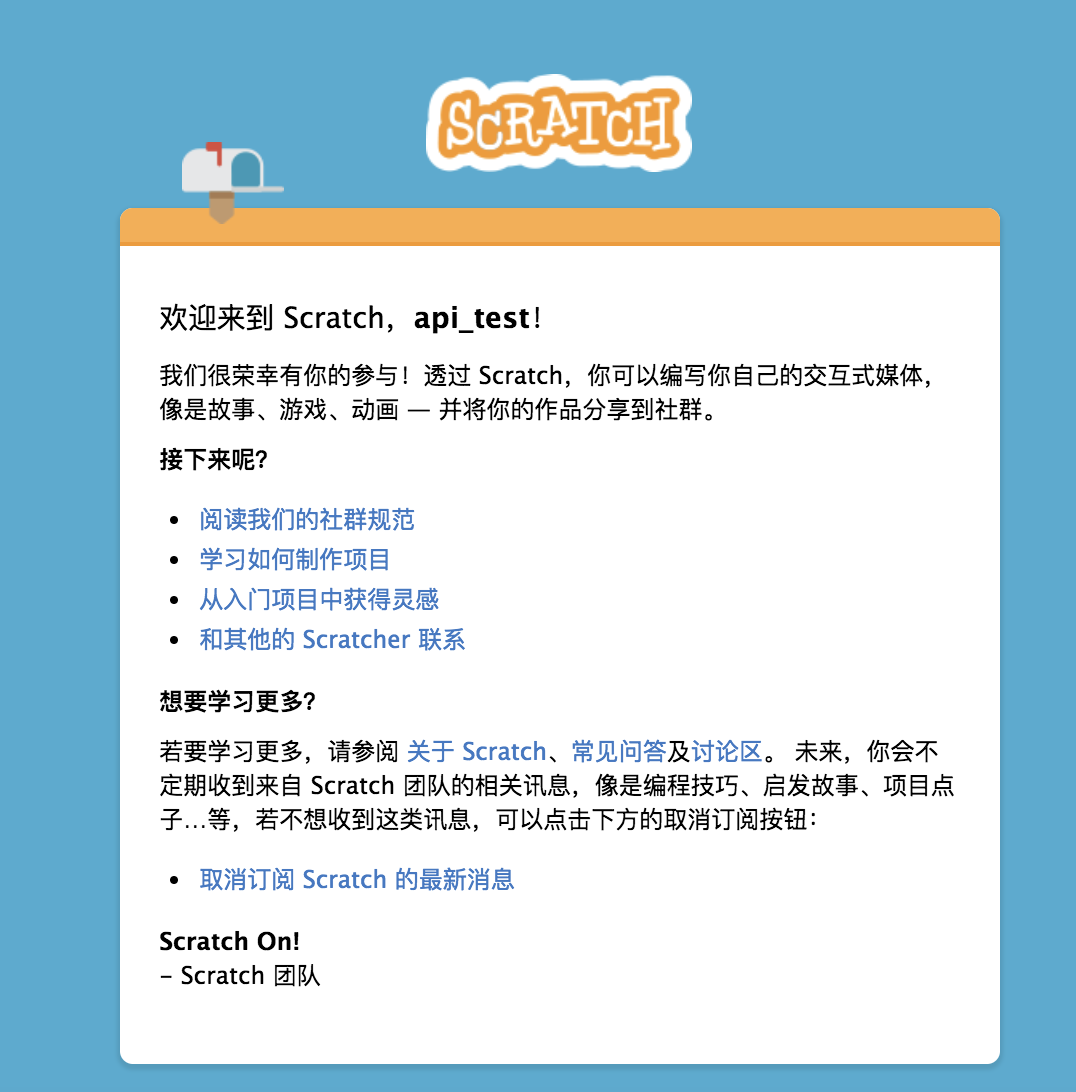 SCRATCH
欢迎来到 Scratch，api_test！
我们很荣幸有你的参与！透过 Scratch，你可以编写你自己的交互式媒体，
像是故事、游戏、动画 — 并将你的作品分享到社群。
接下来呢?
• 阅读我们的社群规范
• 学习如何制作项目
• 从入门项目中获得灵感
• 和其他的 Scratcher 联系
想要学习更多?
若要学习更多，请参阅 关于 Scratch、常见问答及讨论区。 未来，你会不
定期收到来自 Scratch 团队的相关讯息，像是编程技巧、启发故事、项目点
子…等，若不想收到这类讯息，可以点击下方的取消订阅按钮：
• 取消订阅 Scratch 的最新消息
Scratch On!
– Scratch 团队